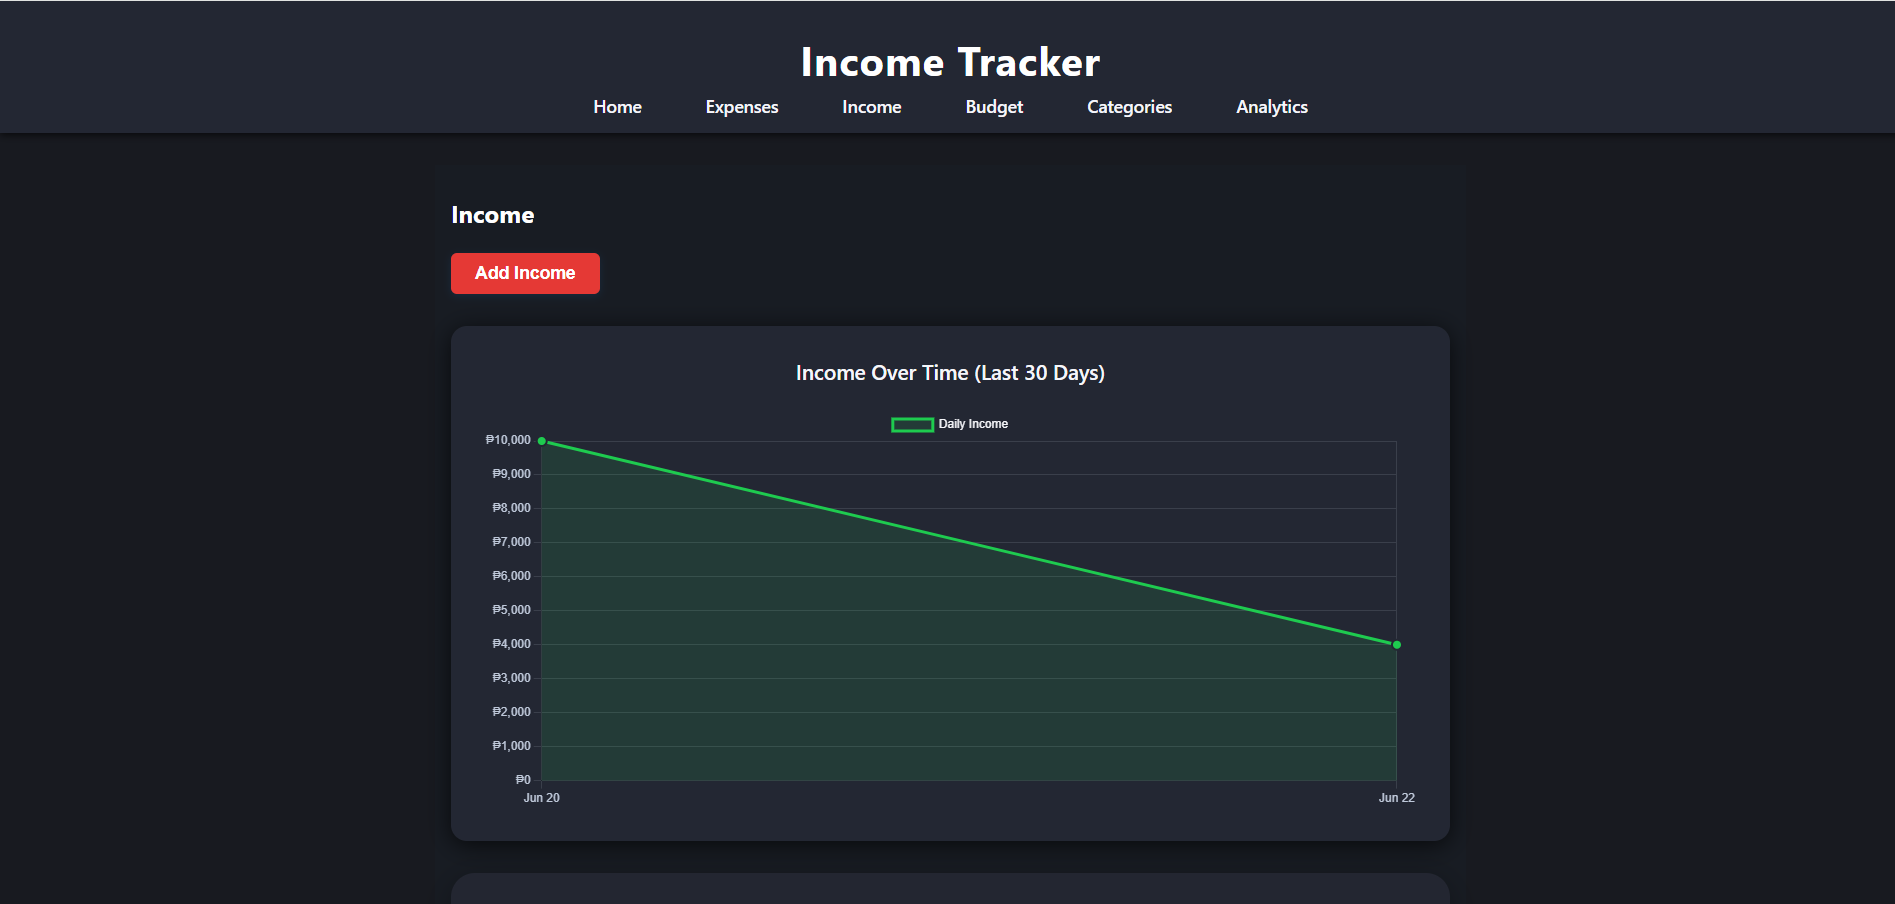 Income Tracker
Home Expenses Income Budget Categories Analytics
Income
Add Income
Income Over Time (Last 30 Days)
Daily Income
₱10,000
₱9,000
₱8,000
₱7,000
₱6,000
₱5,000
₱4,000
₱3,000
₱2,000
₱1,000
₱0
Jun 20 Jun 22